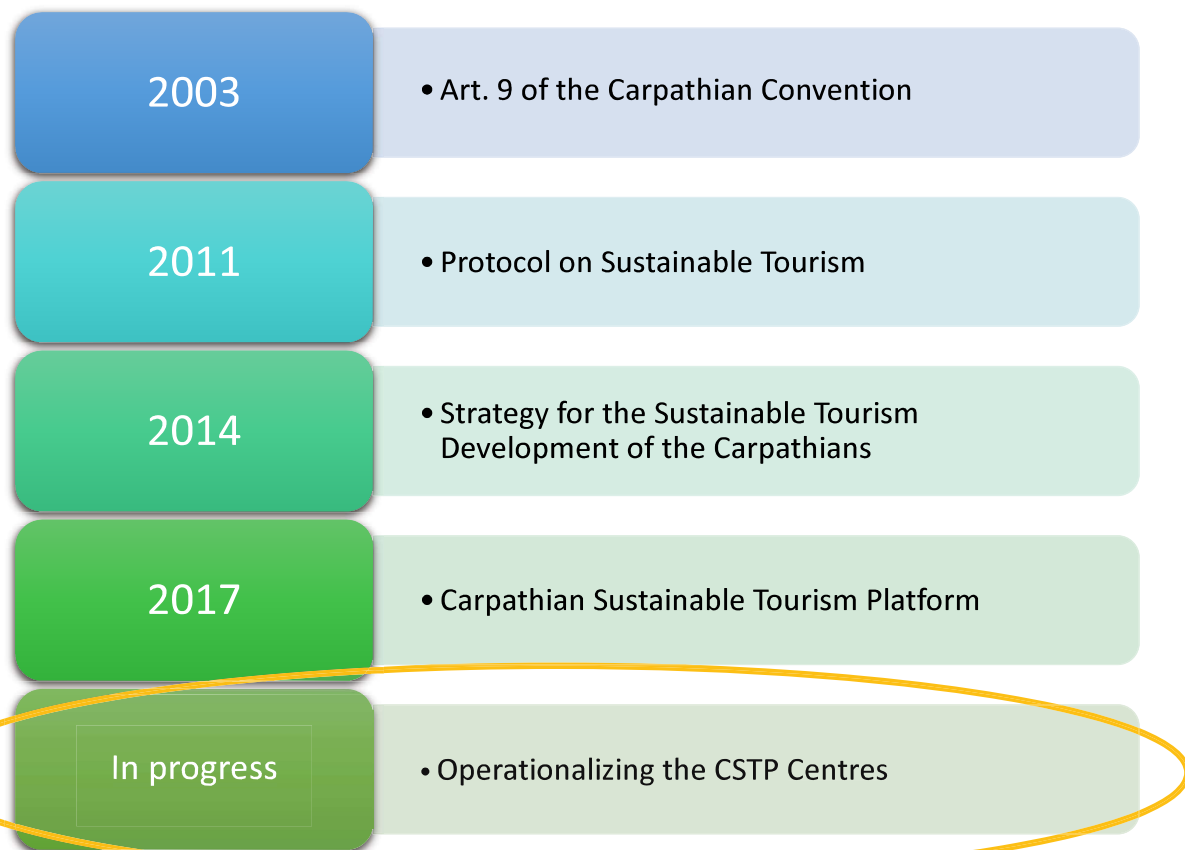 2003
• Art. 9 of the Carpathian Convention
2011
• Protocol on Sustainable Tourism
2014
• Strategy for the Sustainable Tourism
Development of the Carpathians
2017
• Carpathian Sustainable Tourism Platform
In progress
• Operationalizing the CSTP Centres